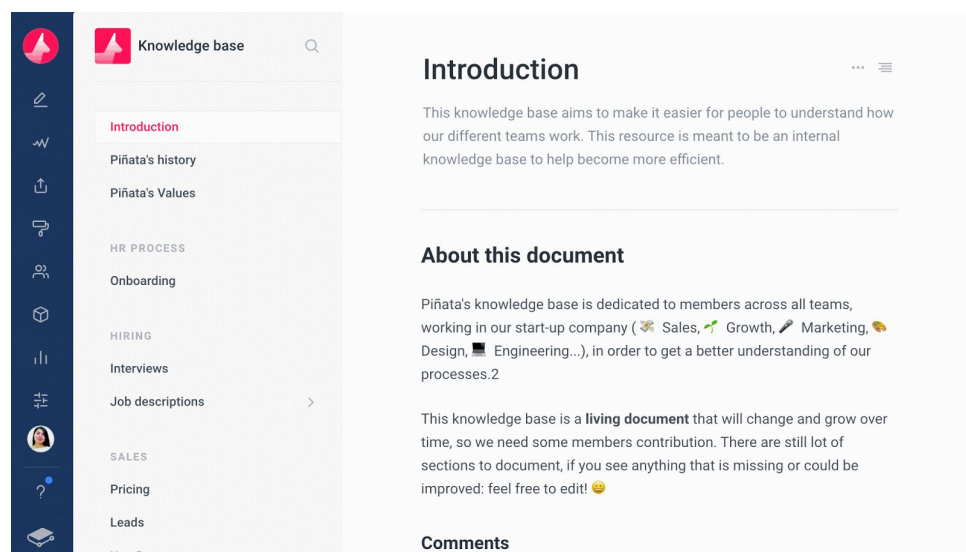 Knowledge base
Introduction
Piñata's history
Piñata's Values
HR PROCESS
Onboarding
HIRING
Interviews
Job descriptions
SALES
Pricing
Leads
Introduction
This knowledge base aims to make it easier for people to understand how
our different teams work. This resource is meant to be an internal
knowledge base to help become more efficient.
About this document
Piñata's knowledge base is dedicated to members across all teams,
working in our start-up company ( 💸 Sales, 🌱 Growth, 🎤 Marketing, 🎨
Design, 💻 Engineering...), in order to get a better understanding of our
processes.2
This knowledge base is a living document that will change and grow over
time, so we need some members contribution. There are still lot of
sections to document, if you see anything that is missing or could be
improved: feel free to edit! 😄
Comments